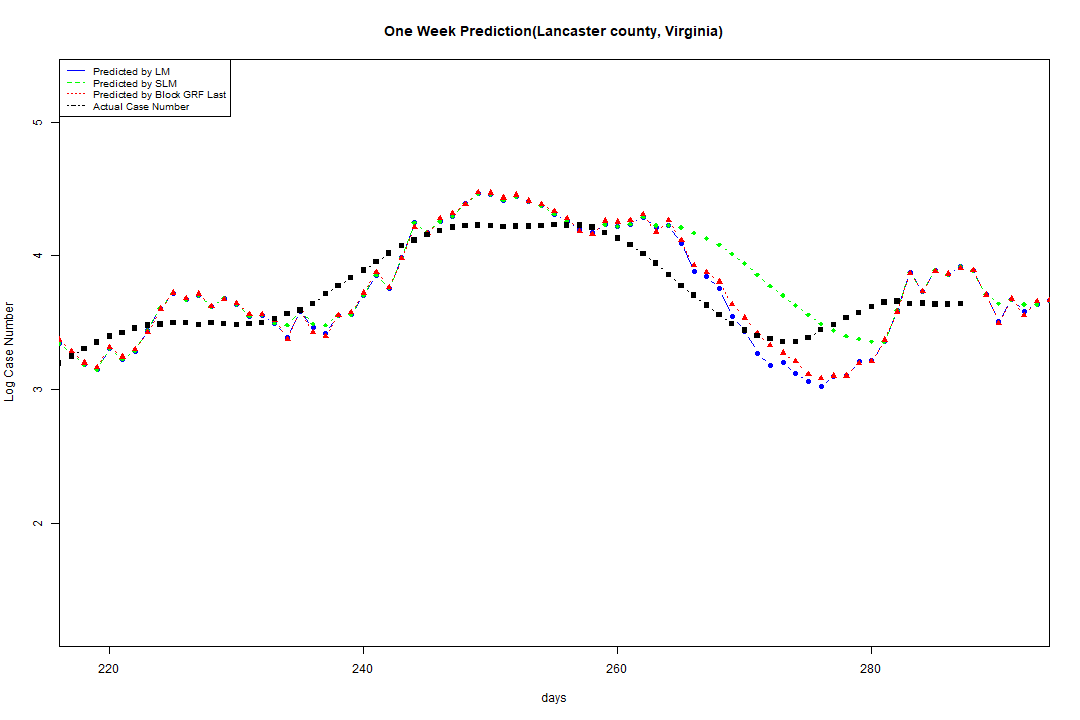 One Week Prediction(Lancaster county, Virginia)
Predicted by LM
Predicted by SLM
Predicted by Block GRF Last
Actual Case Number
5
4
3
2
Log Case Number
220 240 260 280
days